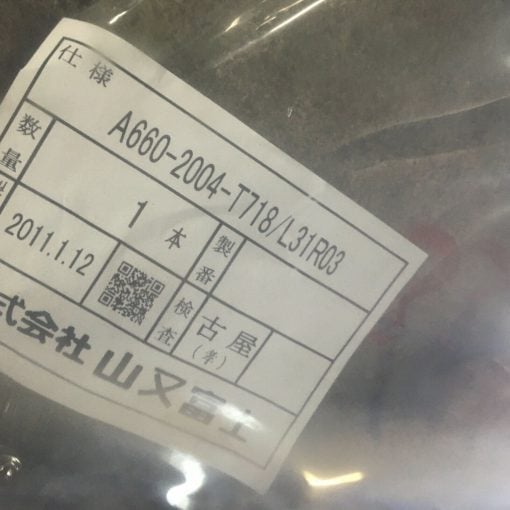 仕様
A660-2004-T718/L31R03
数量
1 本
製番
2011.1.12
検査
古屋
(孝)
式会社 山又富士